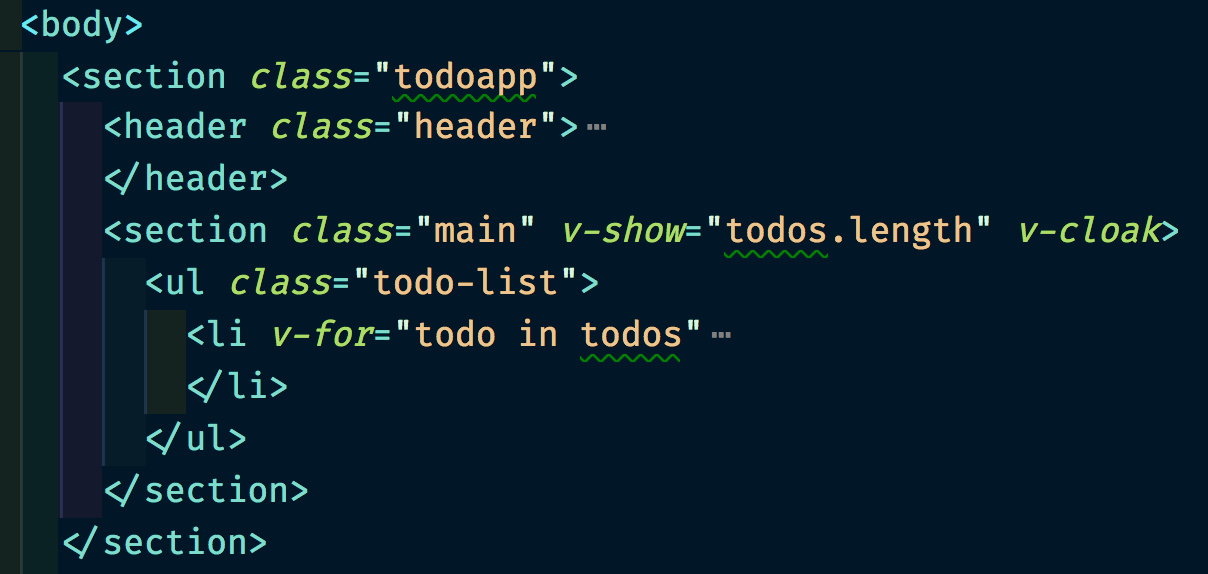 <body>
<section class="todoapp">
<header class="header">…
</header>
<section class="main" v-show="todos.length" v-cloak>
<ul class="todo-list">
<li v-for="todo in todos"…
</li>
</ul>
</section>
</section>